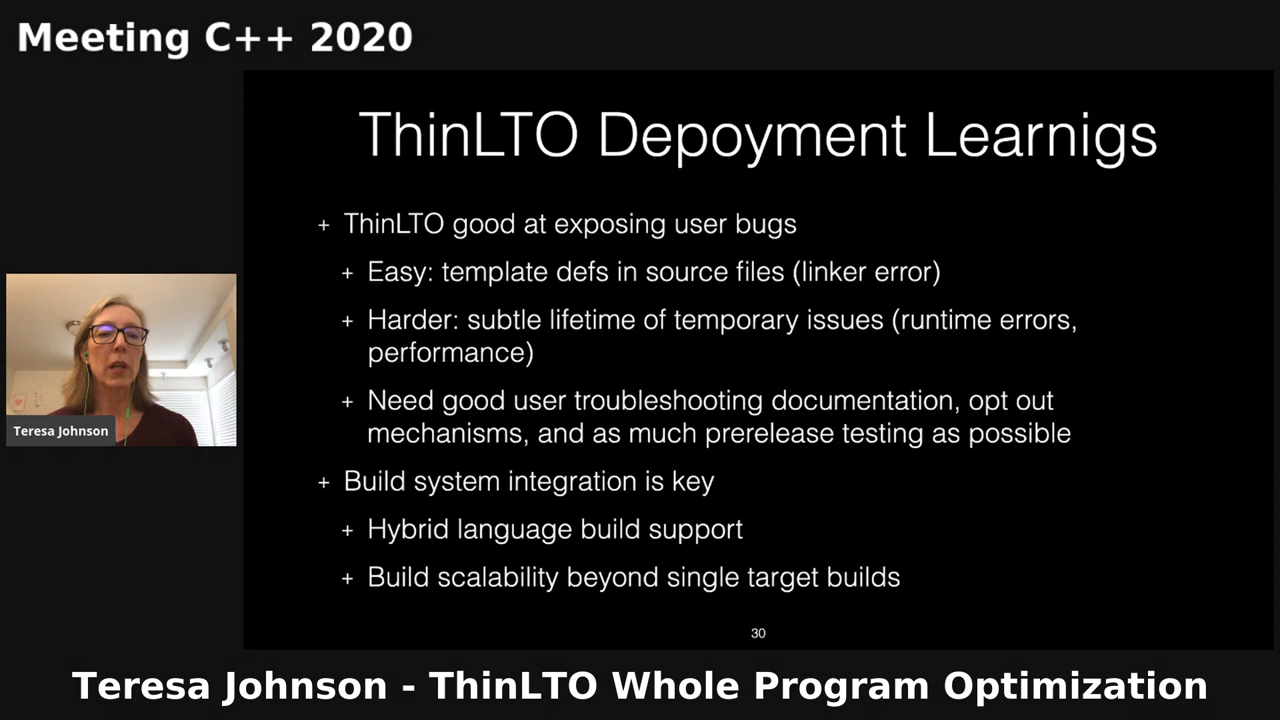 Meeting C++ 2020
ThinLTO Depoyment Learnigs
+ ThinLTO good at exposing user bugs
+ Easy: template defs in source files (linker error)
+ Harder: subtle lifetime of temporary issues (runtime errors,
performance)
+ Need good user troubleshooting documentation, opt out
mechanisms, and as much prerelease testing as possible
+ Build system integration is key
+ Hybrid language build support
+ Build scalability beyond single target builds
30
Teresa Johnson
Teresa Johnson - ThinLTO Whole Program Optimization